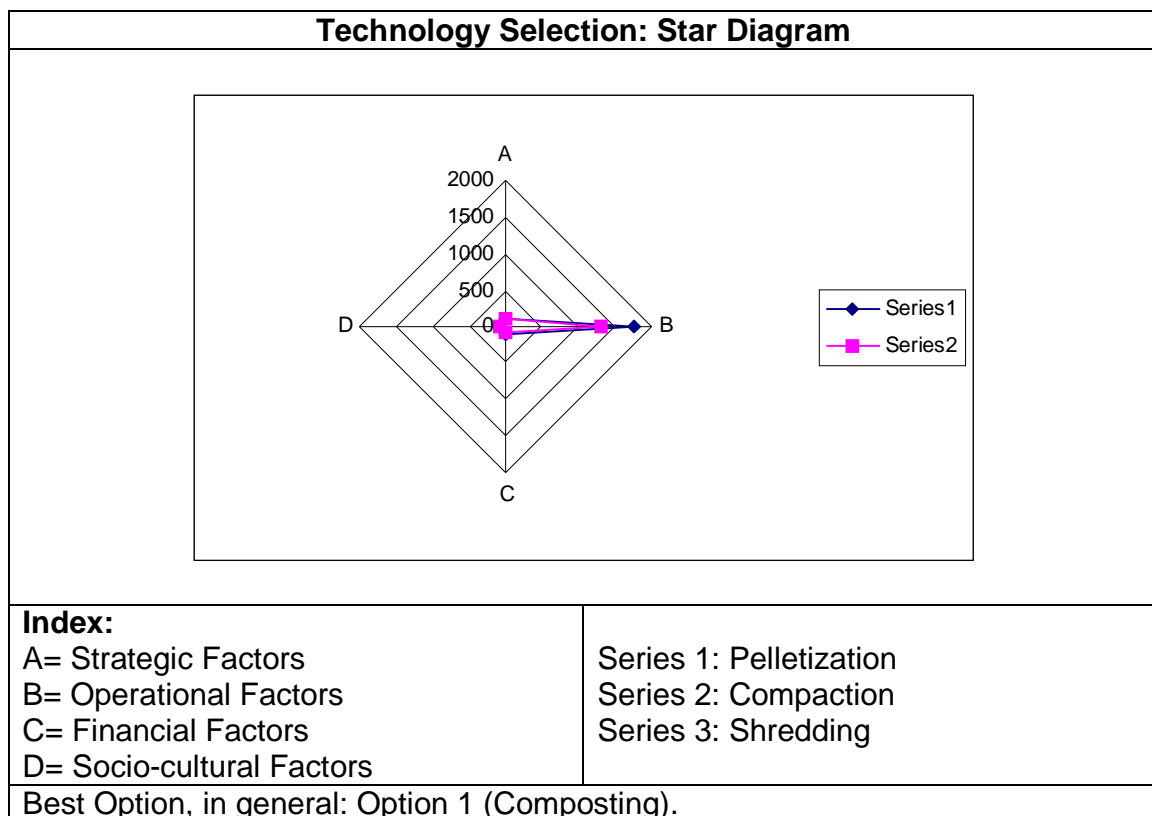 Technology Selection: Star Diagram
A
2000
1500
1000
500
0
D
B
C
Series1
Series2
Index:
A= Strategic Factors
B= Operational Factors
C= Financial Factors
D= Socio-cultural Factors
Series 1: Pelletization
Series 2: Compaction
Series 3: Shredding
Best Option, in general: Option 1 (Composting).